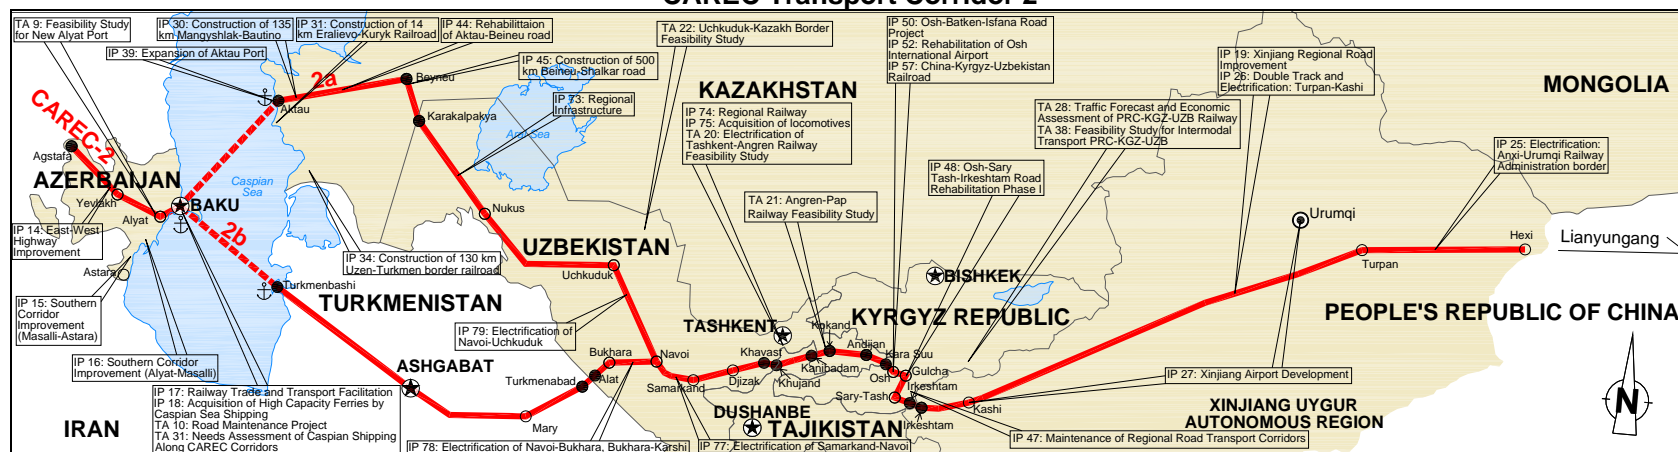 CAREC Transport Corridor 2
TA 9: Feasibility Study
for New Alyat Port
IP 30: Construction of 135
km Mangyshlak-Bautino
IP 31: Construction of 14
km Eralievo-Kuryk Railroad
IP 44: Rehabilittaion
of Aktau-Beineu road
IP 39: Expansion of Aktau Port
IP 45: Construction of 500
km Beineu-Shalkar road
IP 73: Regional
Infrastructure
TA 22: Uchkuduk-Kazakh Border
Feasibility Study
IP 50: Osh-Batken-Isfana Road
Project
IP 52: Rehabilitation of Osh
International Airport
IP 57: China-Kyrgyz-Uzbekistan
Railroad
IP 19: Xinjiang Regional Road
Improvement
IP 26: Double Track and
Electrification: Turpan-Kashi
MONGOLIA
KAZAKHSTAN
IP 74: Regional Railway
IP 75: Acquisition of locomotives
TA 20: Electrification of
Tashkent-Angren Railway
Feasibility Study
TA 28: Traffic Forecast and Economic
Assessment of PRC-KGZ-UZB Railway
TA 38: Feasibility Study for Intermodal
Transport PRC-KGZ-UZB
IP 25: Electrification:
Anxi-Urumqi Railway
Administration border
IP 48: Osh-Sary
Tash-Irkeshtam Road
Rehabilitation Phase I
TA 21: Angren-Pap
Railway Feasibility Study
CAREC-2
2a
2b
Beyneu
Aktau
Karakalpakya
Aral Sea
Agstafa
AZERBAIJAN
Yevlakh
Alyat
BAKU
Caspian
Sea
Nukus
Urumqi
Hexi
Lianyungang
Turpan
IP 14: East-West
Highway
Improvement
Astara
IP 34: Construction of 130 km
Uzen-Turkmen border railroad
UZBEKISTAN
Uchkuduk
BISHKEK
Turkmenbashi
TURKMENISTAN
IP 15: Southern
Corridor
Improvement
(Masalli-Astara)
IP 79: Electrification of
Navoi-Uchkuduk
TASHKENT
KYRGYZ REPUBLIC
PEOPLE'S REPUBLIC OF CHINA
IP 16: Southern Corridor
Improvement (Alyat-Masalli)
ASHGABAT
Bukhara
Navoi
Khavast
Kokand
Andijan
Kara Suu
Kanibadam
Khujand
Osh
Gulcha
Turkmenabad
Alat
Samarkand
Djizak
Irkeshtam
Sary-Tash
Irkeshtam
Kashi
IP 27: Xinjiang Airport Development
IP 17: Railway Trade and Transport Facilitation
IP 18: Acquisition of High Capacity Ferries by
Caspian Sea Shipping
TA 10: Road Maintenance Project
TA 31: Needs Assessment of Caspian Shipping
Along CAREC Corridors
IRAN
Mary
DUSHANBE
TAJIKISTAN
XINJIANG UYGUR
AUTONOMOUS REGION
N
IP 78: Electrification of Navoi-Bukhara, Bukhara-Karshi
IP 77: Electrification of Samarkand-Navoi
IP 47: Maintenance of Regional Road Transport Corridors